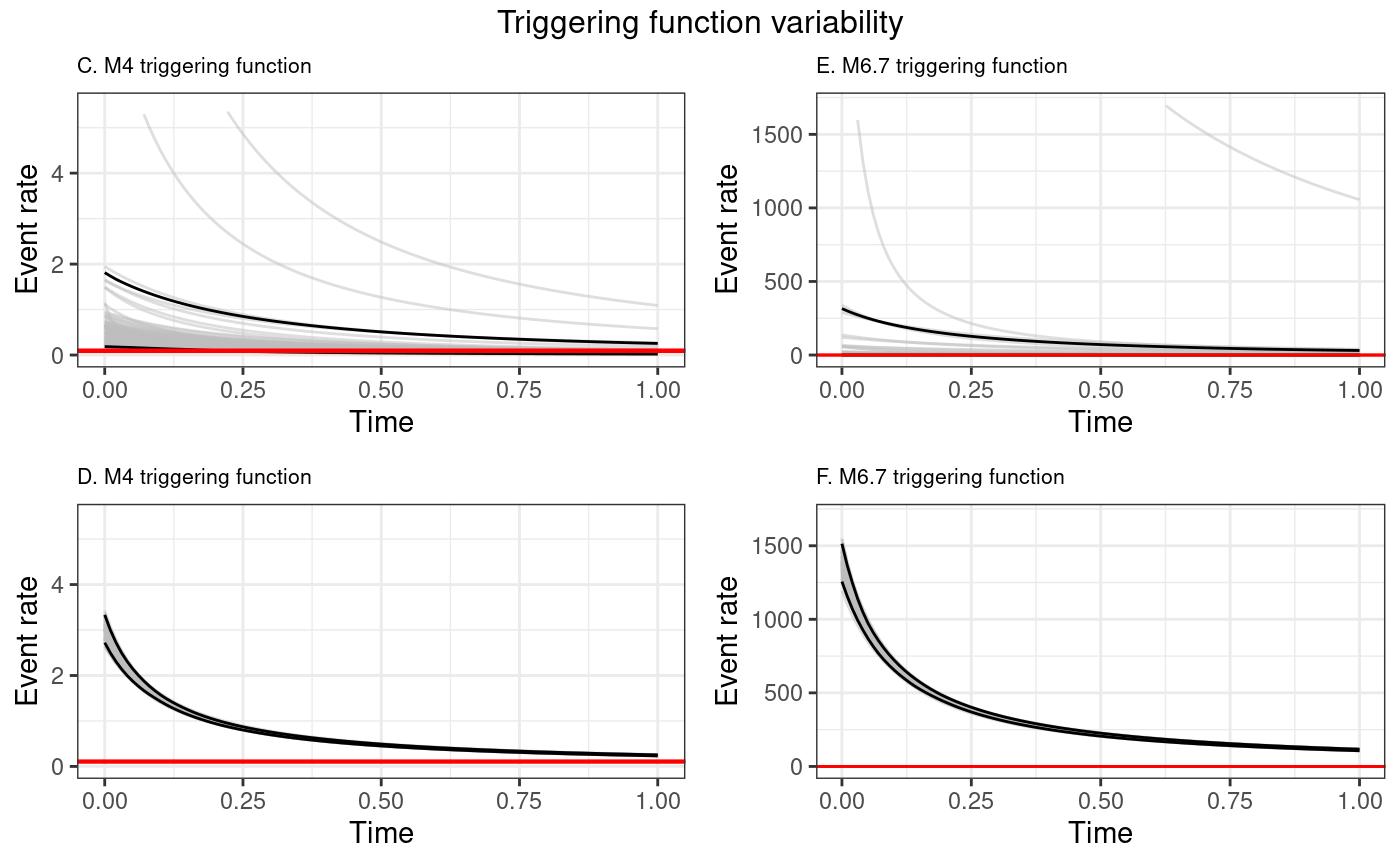 Triggering function variability
C. M4 triggering function
Event rate
4
2
0
0.00 0.25 0.50 0.75 1.00
Time
E. M6.7 triggering function
Event rate
1500
1000
500
0
0.00 0.25 0.50 0.75 1.00
Time
D. M4 triggering function
Event rate
4
2
0
0.00 0.25 0.50 0.75 1.00
Time
F. M6.7 triggering function
Event rate
1500
1000
500
0
0.00 0.25 0.50 0.75 1.00
Time